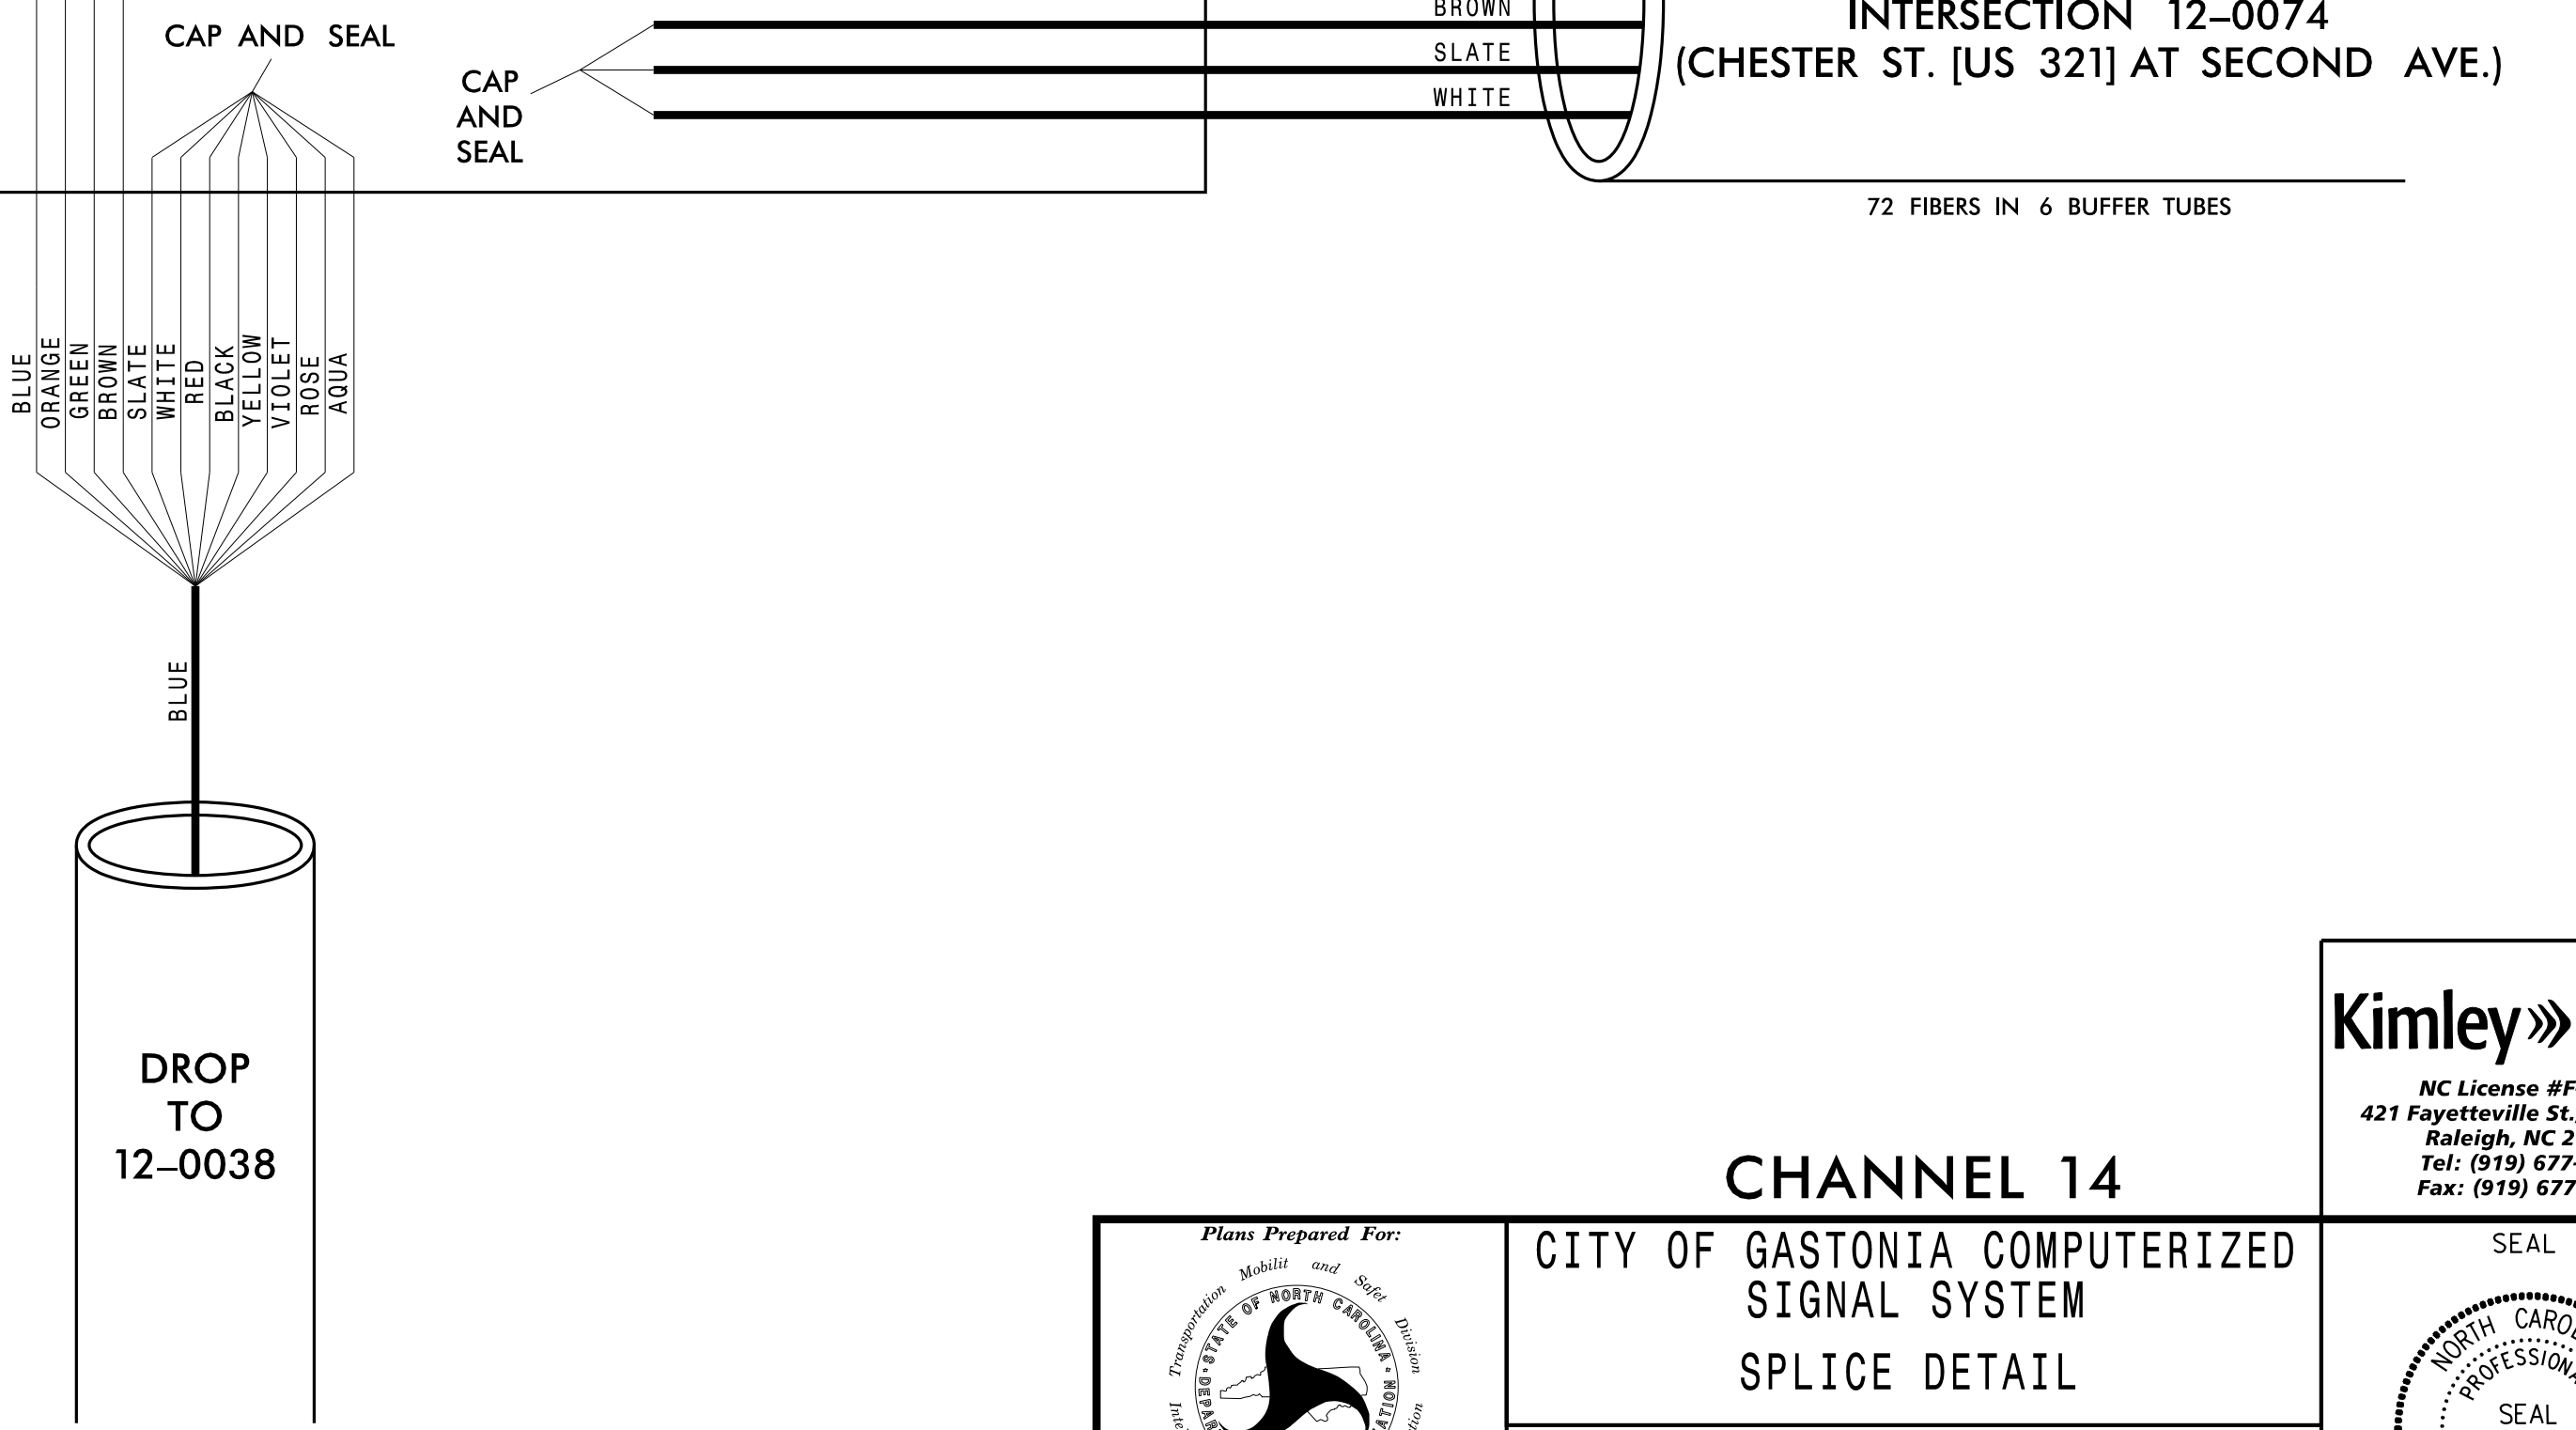 CAP AND SEAL
CAP
AND
SEAL
BROWN
SLATE
WHITE
INTERSECTION 12–0074
(CHESTER ST. [US 321] AT SECOND AVE.)
72 FIBERS IN 6 BUFFER TUBES
BLUE
ORANGE
GREEN
BROWN
SLATE
WHITE
RED
BLACK
YELLOW
VIOLET
ROSE
AQUA
BLUE
DROP
TO
12–0038
Kimley
NC License #F
421 Fayetteville St.
Raleigh, NC 2
Tel: (919) 677-
Fax: (919) 677
CHANNEL 14
Plans Prepared For:
Transportation Mobilit and Safet Division
STATE OF NORTH CAROLINA
CITY OF GASTONIA COMPUTERIZED
SIGNAL SYSTEM
SPLICE DETAIL
SEAL
NORTH CARO
PROFESSIONA
SEAL